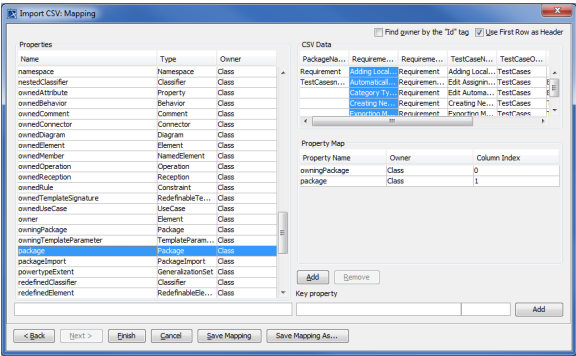 Import CSV: Mapping
Find owner by the "Id" tag Use First Row as Header
Properties
Name Type Owner
namespace Namespace Class
nestedClassifier Classifier Class
ownedAttribute Property Class
ownedBehavior Behavior Class
ownedComment Comment Class
ownedConnector Connector Class
ownedDiagram Diagram Class
ownedElement Element Class
ownedMember NamedElement Class
ownedOperation Operation Class
ownedReception Reception Class
ownedRule Constraint Class
ownedTemplateSignature RedefinableTe... Class
ownedUseCase UseCase Class
owner Element Class
owningPackage Package Class
owningTemplateParameter TemplateParam... Class
package Package Class
packageImport PackageImport Class
powertypeExtent GeneralizationSet Class
redefinedClassifier Classifier Class
redefinedElement RedefinableEle... Class
CSV Data
PackageNa... Requireme... Requireme... TestCaseN... TestCaseO...
Requirement Adding Local... Requirement Adding Local... TestCases
TestCasesn... Automaticall... Requirement Edit Assignin... TestCases
Category Ty... Requirement Edit Automa... TestCases
Creating Ne... Requirement Creating Ne... TestCases
Exporting M... Requirement Exporting M... TestCases
Property Map
Property Name Owner Column Index
owningPackage Class 0
package Class 1
Add Remove
Key property
Add
< Back Next > Finish Cancel Save Mapping Save Mapping As...